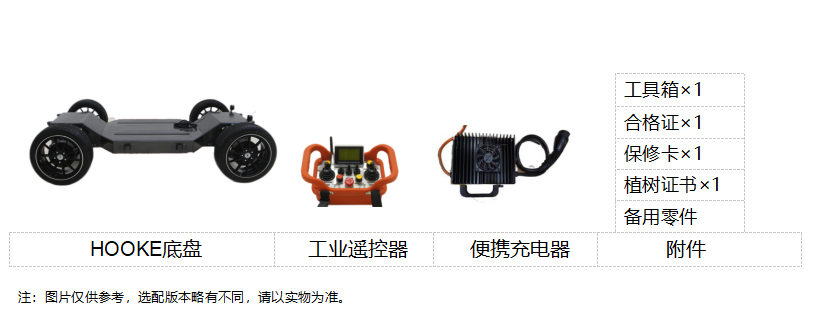 工具箱×1
合格证×1
保修卡×1
植树证书×1
备用零件
HOOKE底盘 工业遥控器 便携充电器 附件
注：图片仅供参考，选配版本略有不同，请以实物为准。